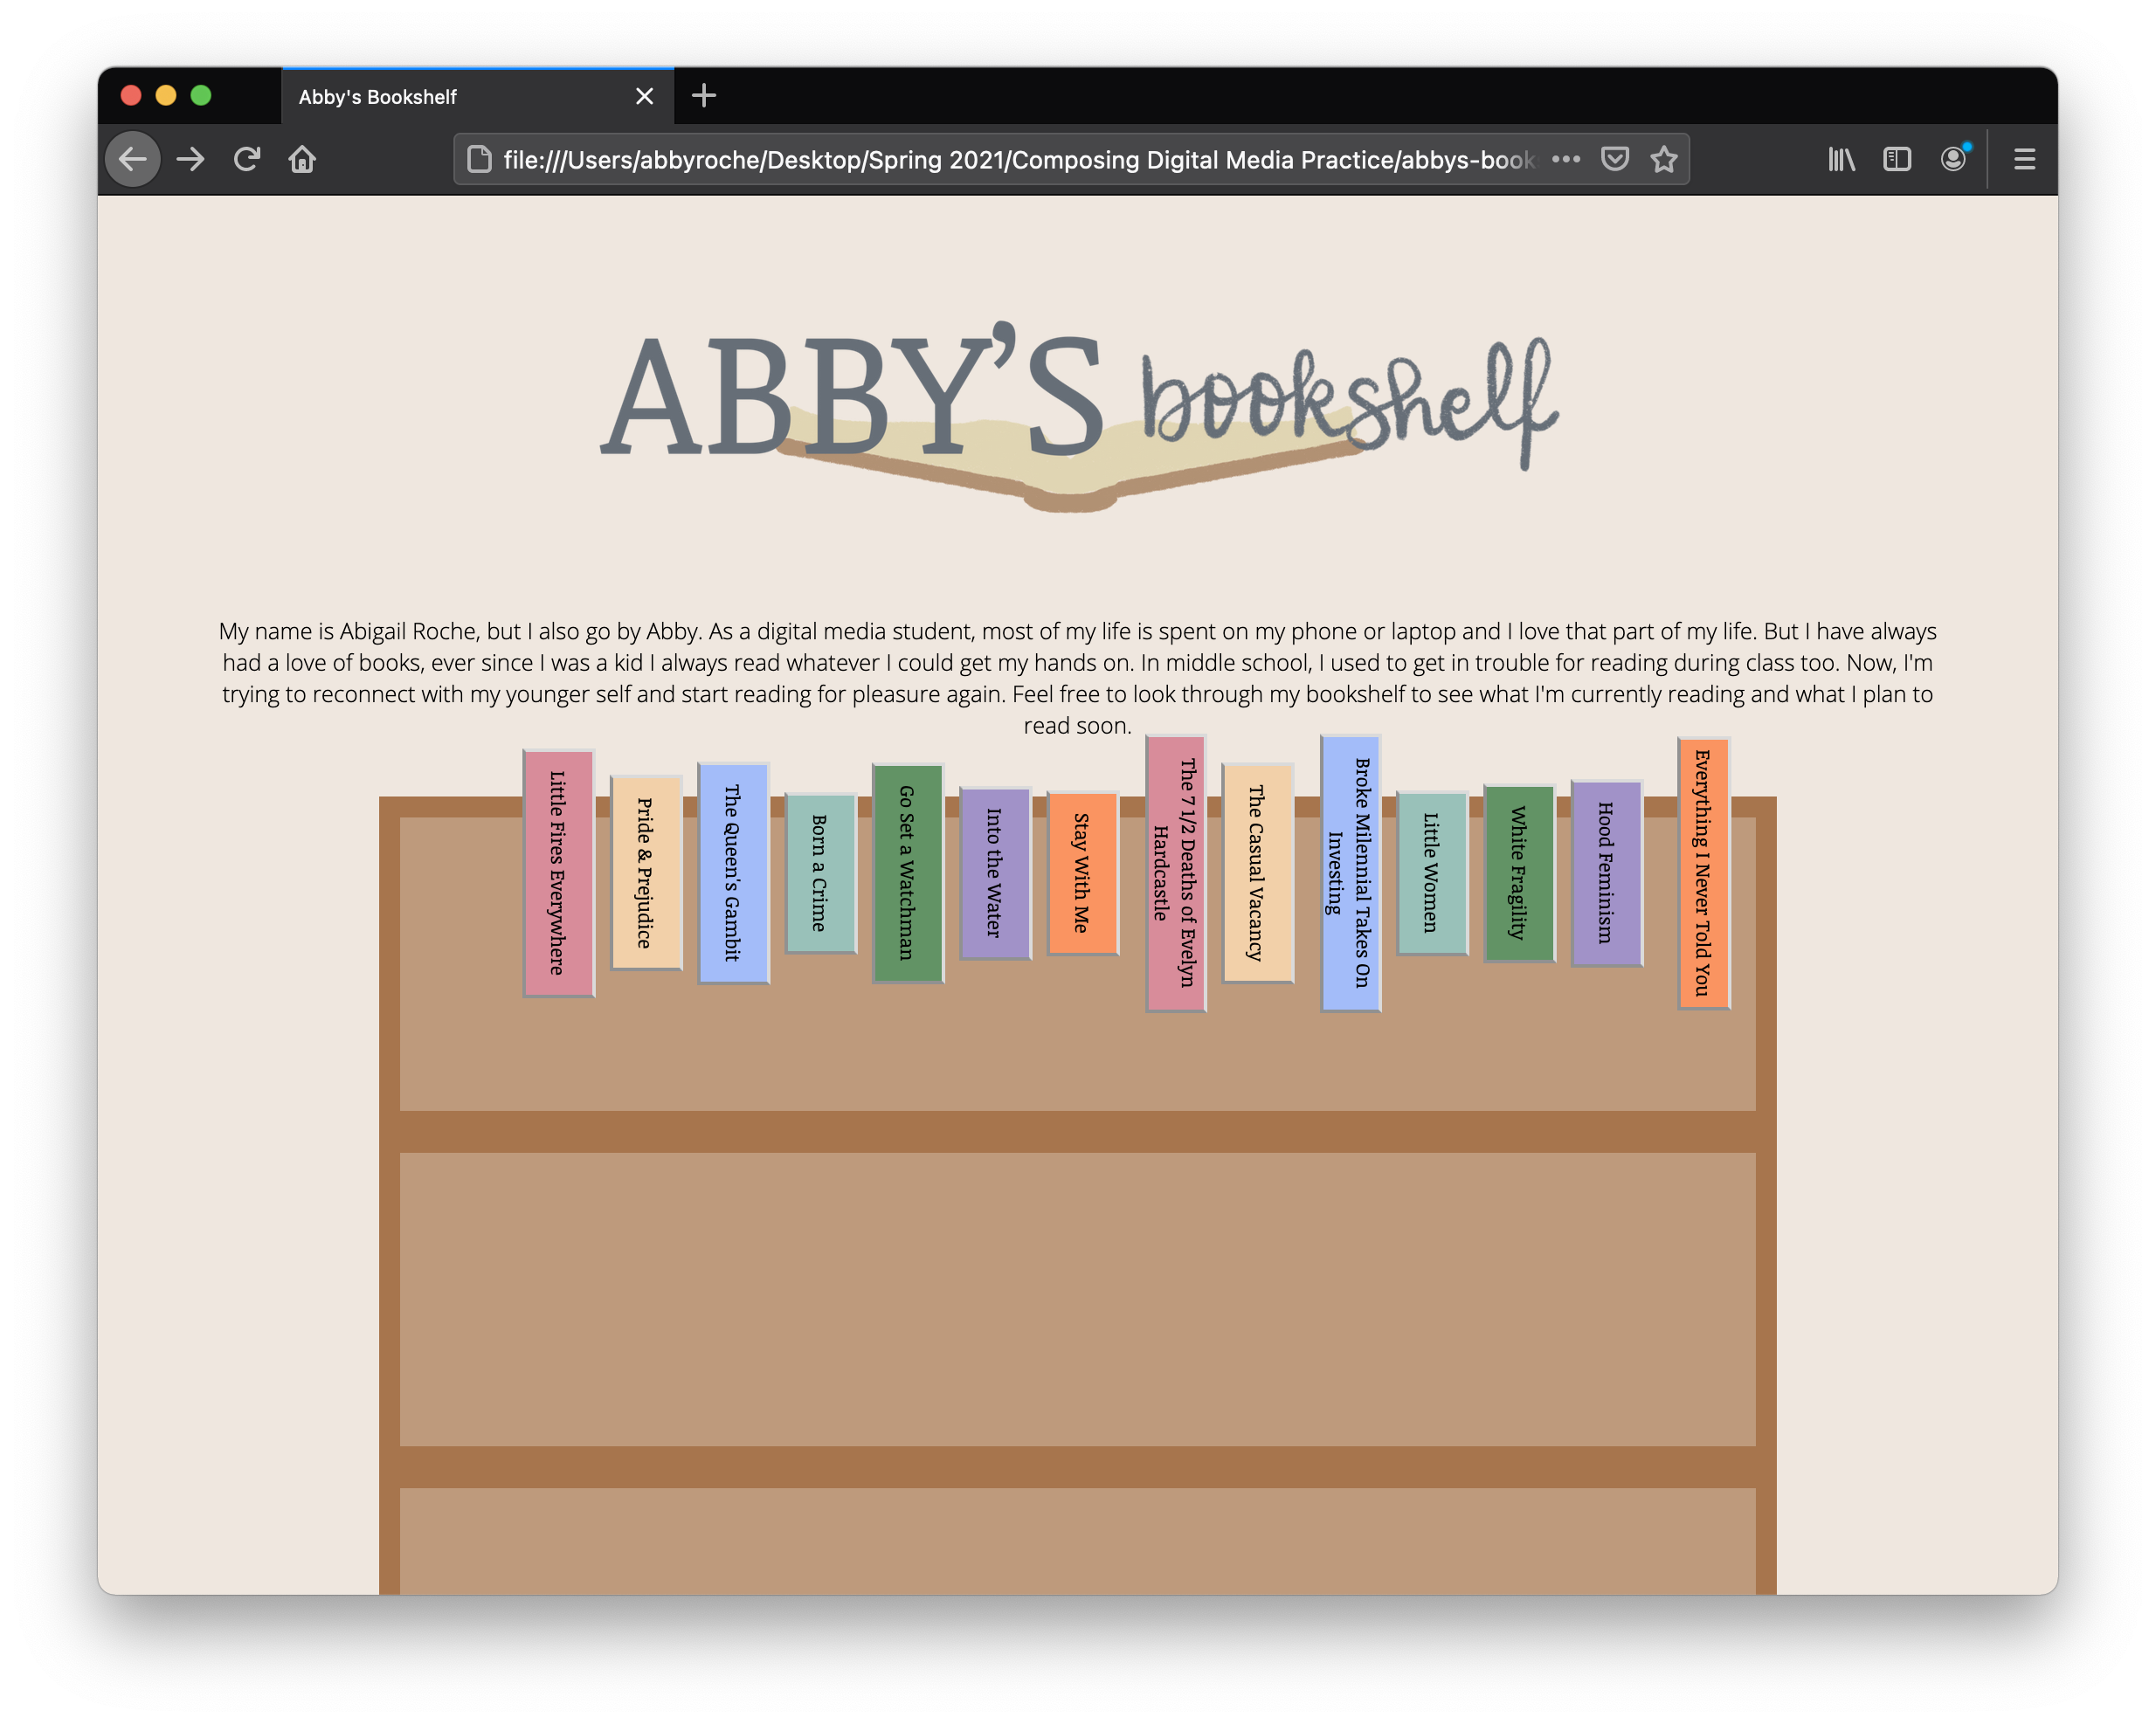 Abby's Bookshelf
file:///Users/abbyroche/Desktop/Spring 2021/Composing Digital Media Practice/abbys-book
ABBY'S bookshelf
My name is Abigail Roche, but I also go by Abby. As a digital media student, most of my life is spent on my phone or laptop and I love that part of my life. But I have always
had a love of books, ever since I was a kid I always read whatever I could get my hands on. In middle school, I used to get in trouble for reading during class too. Now, I'm
trying to reconnect with my younger self and start reading for pleasure again. Feel free to look through my bookshelf to see what I'm currently reading and what I plan to
read soon.
Little Fires Everywhere
Pride & Prejudice
The Queen's Gambit
Born a Crime
Go Set a Watchman
Into the Water
Stay With Me
The 7 1/2 Deaths of Evelyn
Hardcastle
The Casual Vacancy
Broke Milennial Takes On
Investing
Little Women
White Fragility
Hood Feminism
Everything I Never Told You